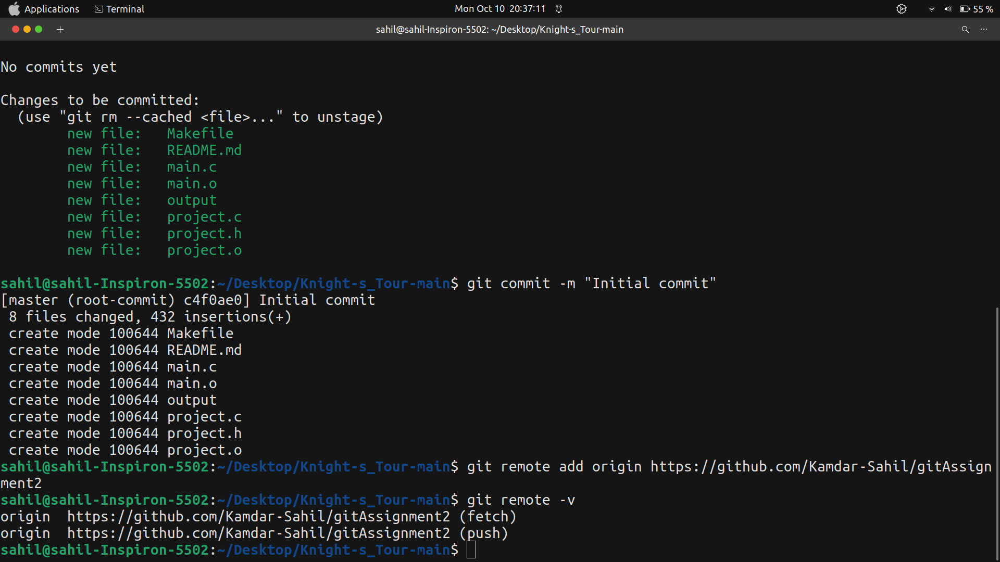 Applications Terminal Mon Oct 10 20:37:11 55 %
sahil@sahil-Inspiron-5502: ~/Desktop/Knight-s_Tour-main
No commits yet
Changes to be committed:
  (use "git rm --cached <file>..." to unstage)
        new file:   Makefile
        new file:   README.md
        new file:   main.c
        new file:   main.o
        new file:   output
        new file:   project.c
        new file:   project.h
        new file:   project.o
sahil@sahil-Inspiron-5502:~/Desktop/Knight-s_Tour-main$ git commit -m "Initial commit"
[master (root-commit) c4f0ae0] Initial commit
 8 files changed, 432 insertions(+)
 create mode 100644 Makefile
 create mode 100644 README.md
 create mode 100644 main.c
 create mode 100644 main.o
 create mode 100644 output
 create mode 100644 project.c
 create mode 100644 project.h
 create mode 100644 project.o
sahil@sahil-Inspiron-5502:~/Desktop/Knight-s_Tour-main$ git remote add origin https://github.com/Kamdar-Sahil/gitAssign
ment2
sahil@sahil-Inspiron-5502:~/Desktop/Knight-s_Tour-main$ git remote -v
origin  https://github.com/Kamdar-Sahil/gitAssignment2 (fetch)
origin  https://github.com/Kamdar-Sahil/gitAssignment2 (push)
sahil@sahil-Inspiron-5502:~/Desktop/Knight-s_Tour-main$